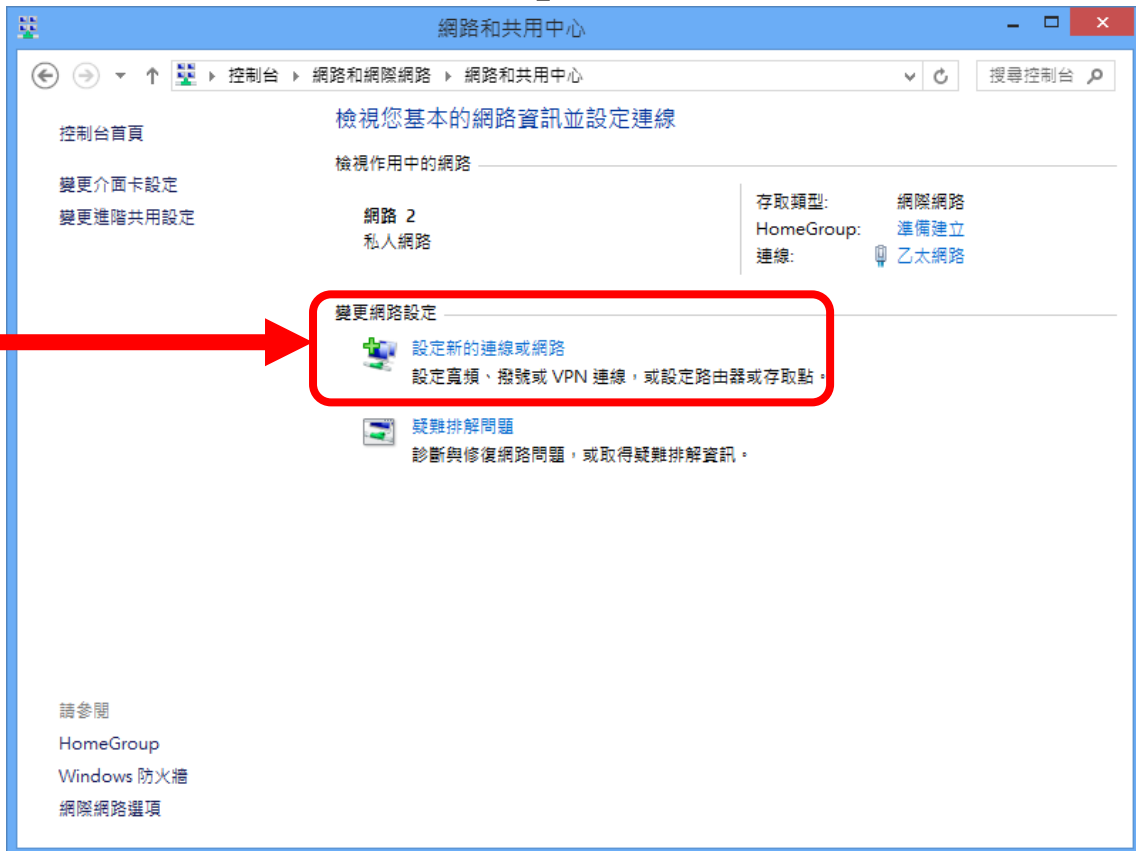 網路和共用中心
控制台 網路和網際網路 網路和共用中心
搜尋控制台
控制台首頁
變更介面卡設定
變更進階共用設定
檢視您基本的網路資訊並設定連線
檢視作用中的網路
網路 2
私人網路
存取類型: 網際網路
HomeGroup: 準備建立
連線: 乙太網路
變更網路設定
設定新的連線或網路
設定寬頻、撥號或 VPN 連線，或設定路由器或存取點。
疑難排解問題
診斷與修復網路問題，或取得疑難排解資訊。
請參閱
HomeGroup
Windows 防火牆
網際網路選項